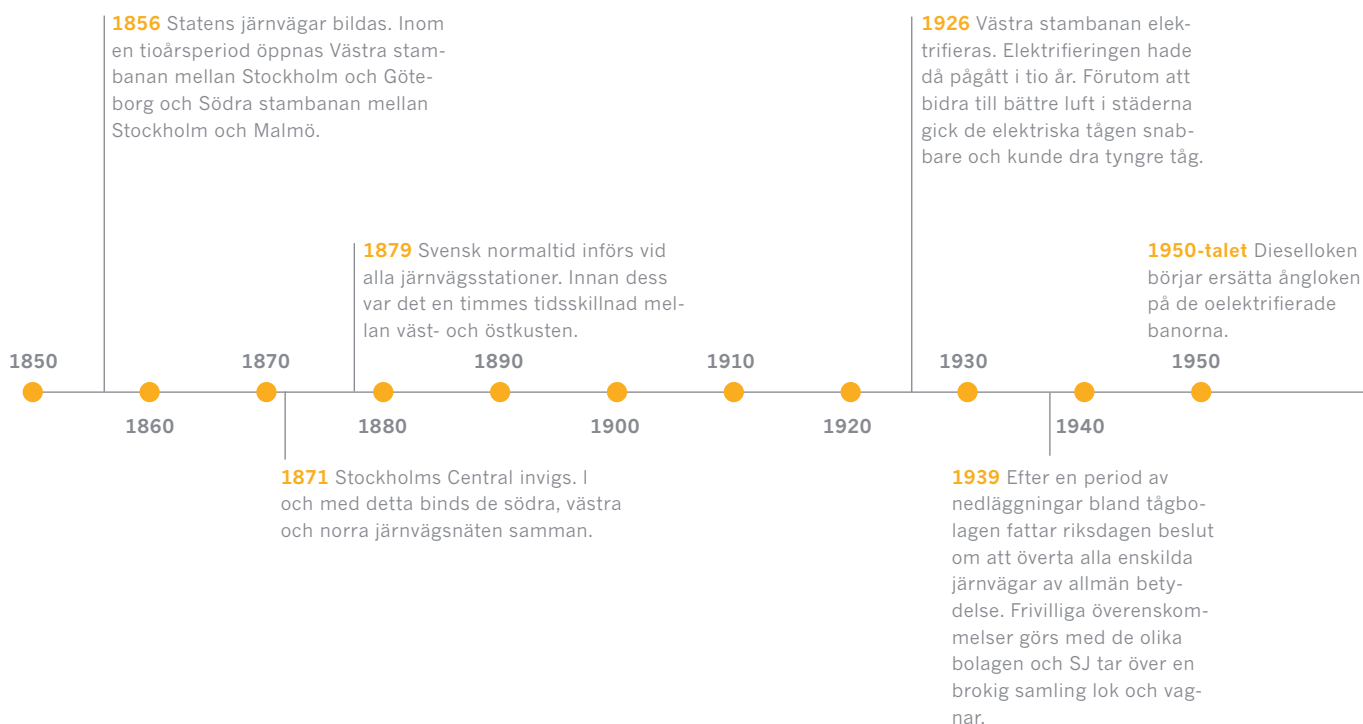 1856 Statens järnvägar bildas. Inom
en tioårsperiod öppnas Västra stam-
banan mellan Stockholm och Göte-
borg och Södra stambanan mellan
Stockholm och Malmö.
1926 Västra stambanan elek-
trifieras. Elektrifieringen hade
då pågått i tio år. Förutom att
bidra till bättre luft i städerna
gick de elektriska tågen snab-
bare och kunde dra tyngre tåg.
1879 Svensk normaltid införs vid
alla järnvägsstationer. Innan dess
var det en timmes tidsskillnad mel-
lan väst- och östkusten.
1950-talet Dieselloken
börjar ersätta ångloken
på de oelektrifierade
banorna.
1850 1870 1890 1910 1930 1950
1860 1880 1900 1920 1940
1871 Stockholms Central invigs. I
och med detta binds de södra, västra
och norra järnvägsnäten samman.
1939 Efter en period av
nedläggningar bland tågbo-
lagen fattar riksdagen beslut
om att överta alla enskilda
järnvägar av allmän bety-
delse. Frivilliga överenskom-
melser görs med de olika
bolagen och SJ tar över en
brokig samling lok och vag-
nar.